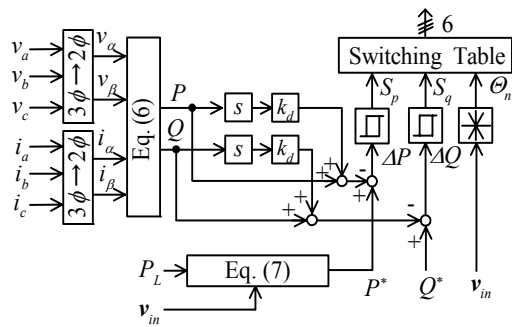 6
Switching Table
v_a
v_b
v_c
3ϕ→2ϕ
v_α
v_β
i_a
i_b
i_c
3ϕ→2ϕ
i_α
i_β
Eq. (6)
P
Q
s
k_d
s
k_d
S_p
S_q
Θ_n
ΔP
ΔQ
+
+
-
+
+
+
-
+
P_L
Eq. (7)
v_in
P*
Q*
v_in